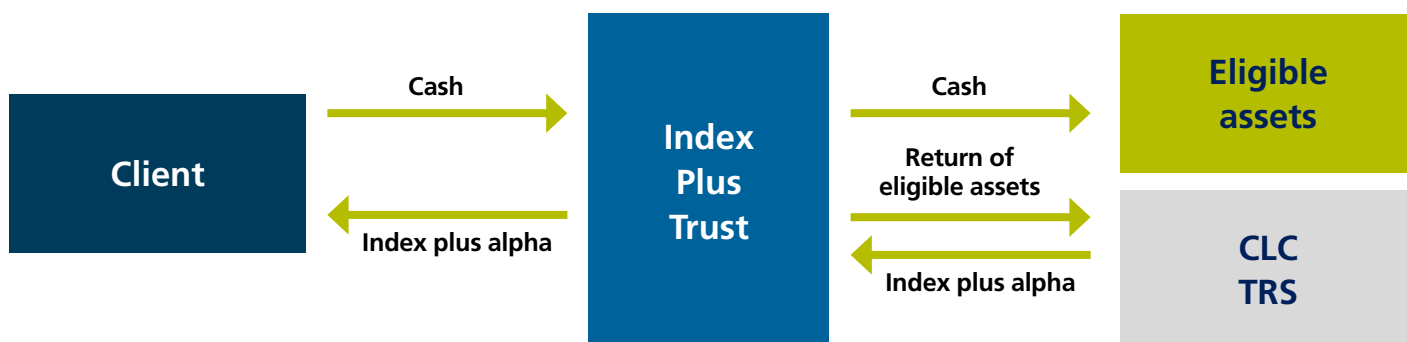 Client
Cash
Index plus alpha
Index
Plus
Trust
Cash
Return of
eligible assets
Index plus alpha
Eligible
assets
CLC
TRS